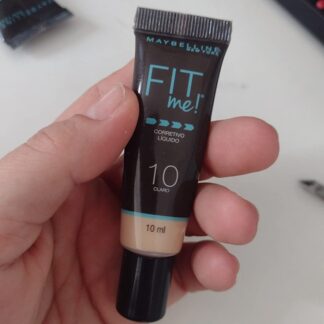 MAYBELLINE
NEW YORK
FIT
me!
CORRETIVO
LÍQUIDO
10
CLARO
10 ml